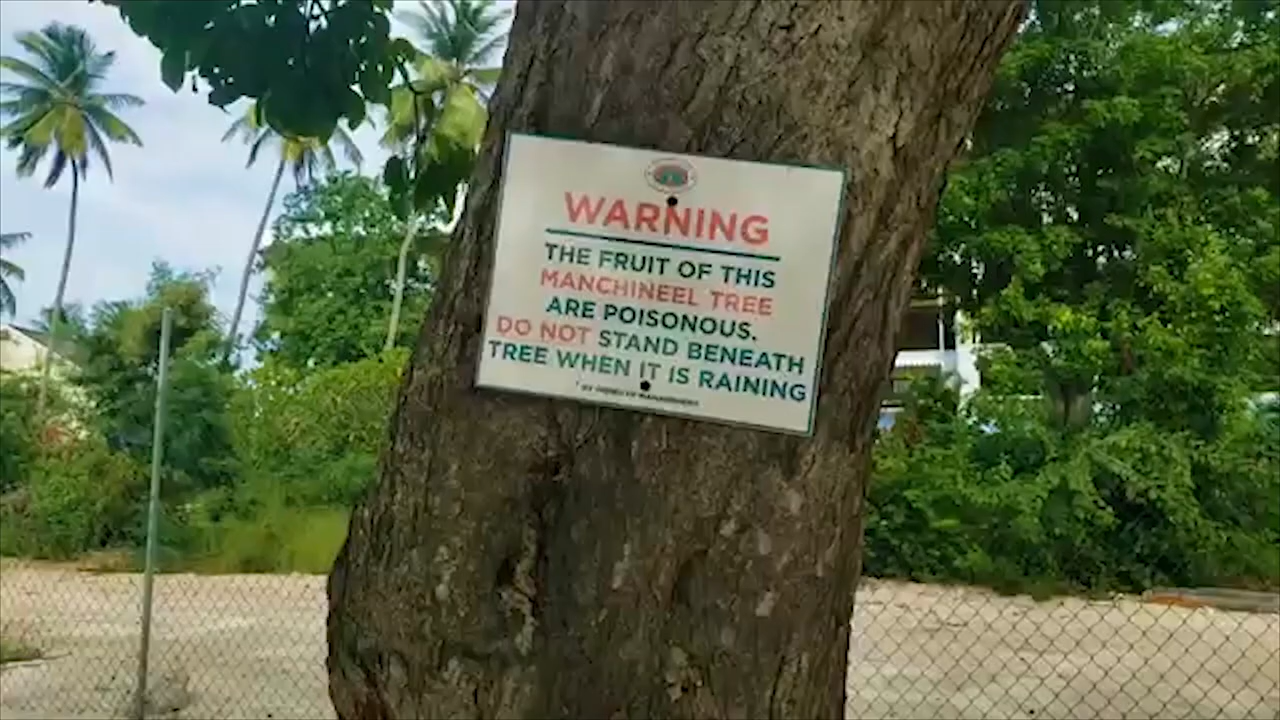 WARNING
THE FRUIT OF THIS
MANCHINEEL TREE
ARE POISONOUS.
DO NOT STAND BENEATH
TREE WHEN IT IS RAINING